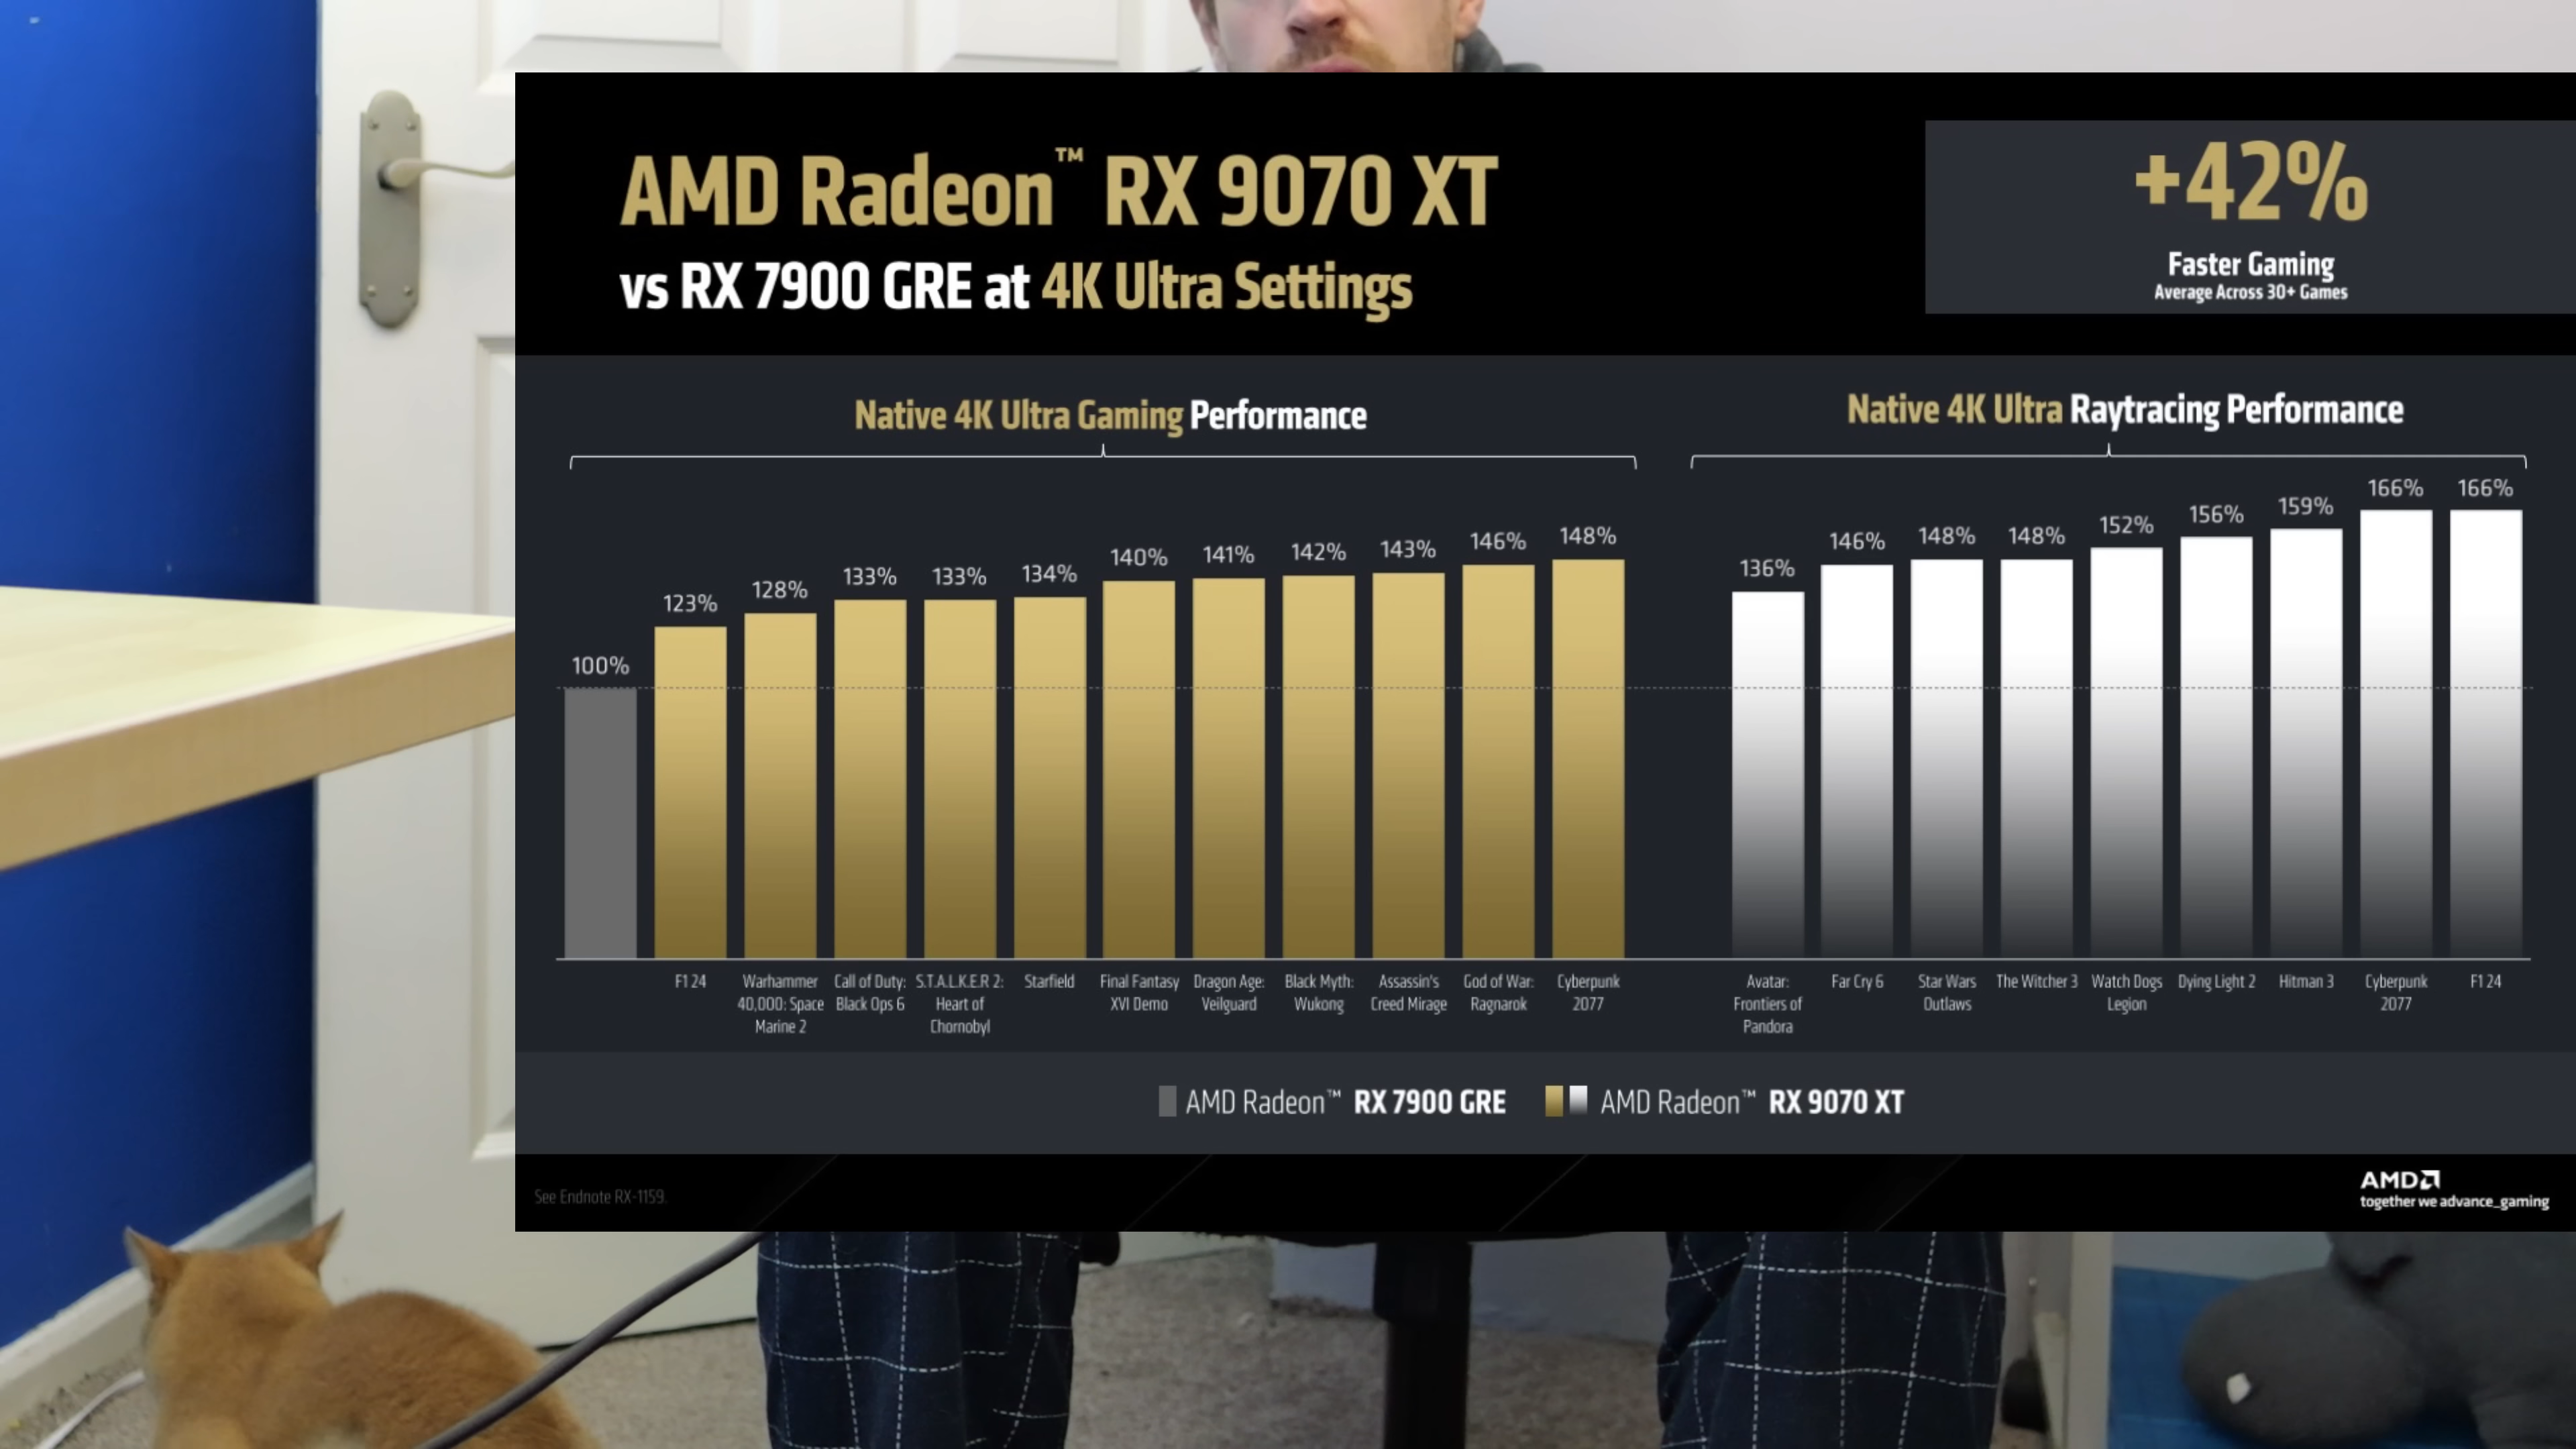 AMD Radeon™ RX 9070 XT
vs RX 7900 GRE at 4K Ultra Settings
+42%
Faster Gaming
Average Across 30+ Games
Native 4K Ultra Gaming Performance
Native 4K Ultra Raytracing Performance
100%
123%
128%
133%
133%
134%
140%
141%
142%
143%
146%
148%
136%
146%
148%
148%
152%
156%
159%
166%
166%
F1 24
Warhammer
40,000: Space
Marine 2
Call of Duty:
Black Ops 6
S.T.A.L.K.E.R 2:
Heart of
Chornobyl
Starfield
Final Fantasy
XVI Demo
Dragon Age:
Veilguard
Black Myth:
Wukong
Assassin's
Creed Mirage
God of War:
Ragnarok
Cyberpunk
2077
Avatar:
Frontiers of
Pandora
Far Cry 6
Star Wars
Outlaws
The Witcher 3
Watch Dogs
Legion
Dying Light 2
Hitman 3
Cyberpunk
2077
F1 24
AMD Radeon™ RX 7900 GRE
AMD Radeon™ RX 9070 XT
See Endnote RX-1159.
AMD
together we advance_gaming